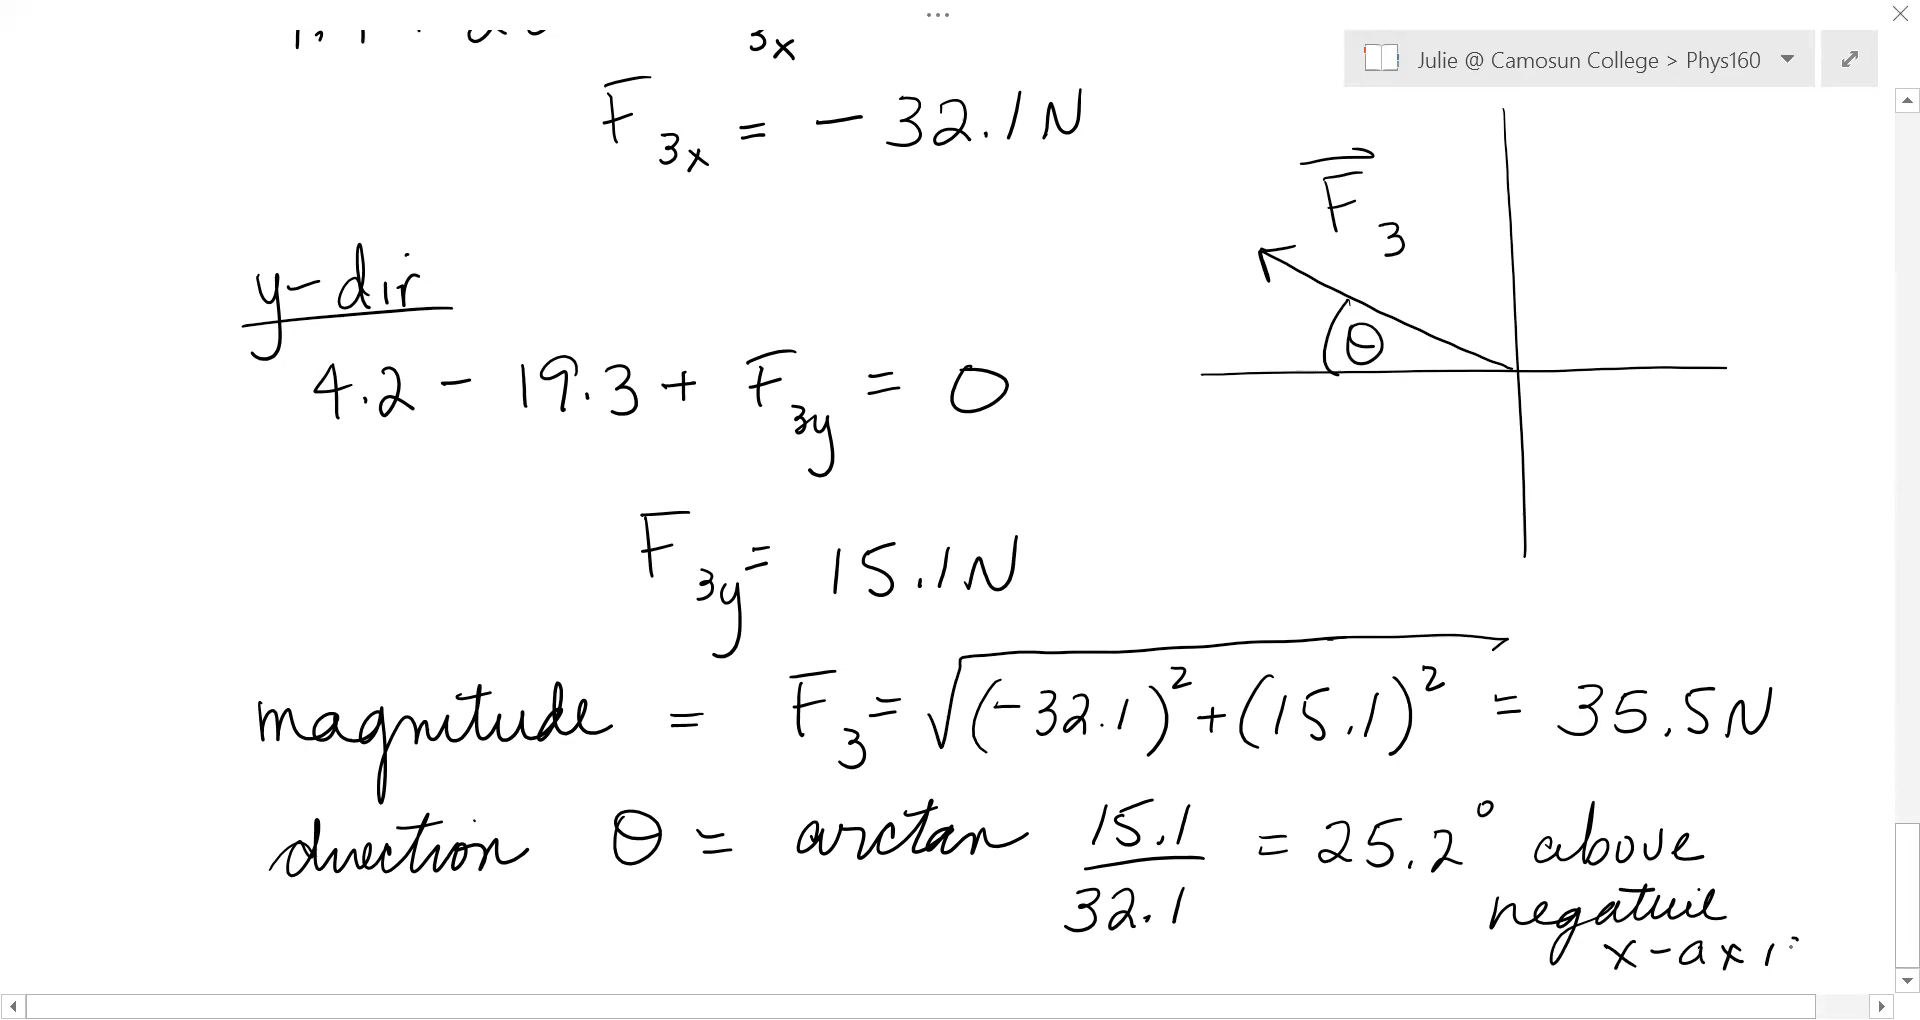 Julie @ Camosun College > Phys160
3x
F3x = - 32.1 N
F3
θ
y-dir
4.2 - 19.3 + F3y = 0
F3y = 15.1 N
magnitude = F3 = √(-32.1)² + (15.1)² = 35.5 N
direction θ = arctan 15.1/32.1 = 25.2° above
negative
x-axi